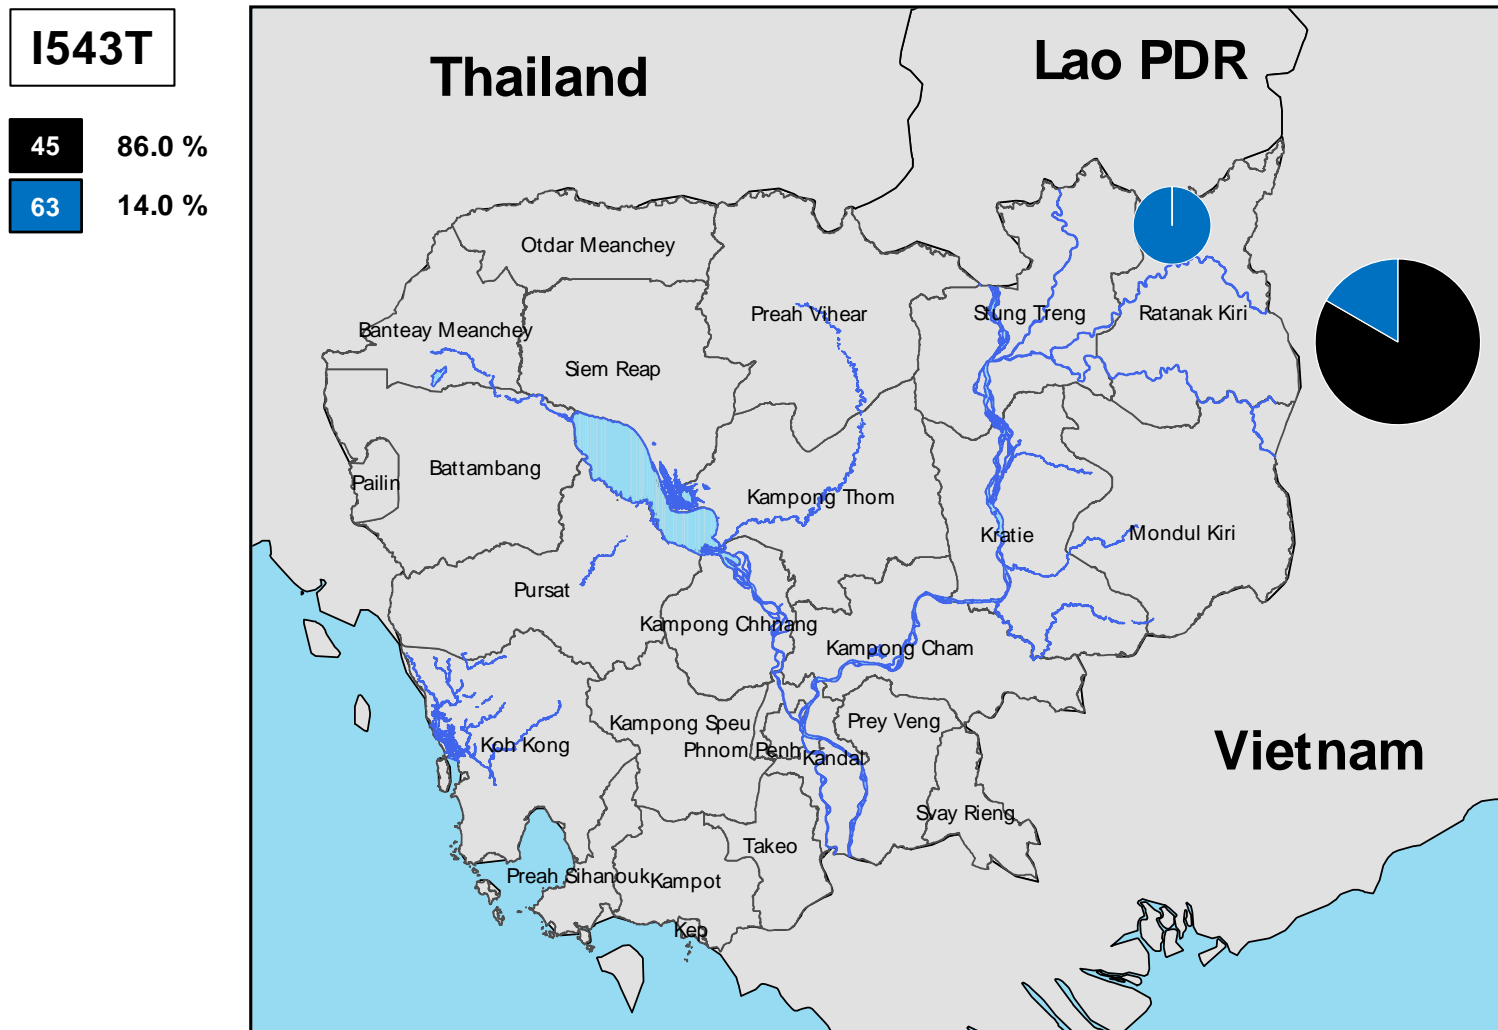 I543T
45 86.0 %
63 14.0 %
Thailand
Lao PDR
Otdar Meanchey
Banteay Meanchey
Preah Vihear
Stung Treng
Ratanak Kiri
Siem Reap
Battambang
Pailin
Kampong Thom
Kratie
Mondul Kiri
Pursat
Kampong Chhnang
Kampong Cham
Kampong Speu
Prey Veng
Phnom Penh
Kandal
Koh Kong
Vietnam
Svay Rieng
Takeo
Preah Sihanouk
Kampot
Kep